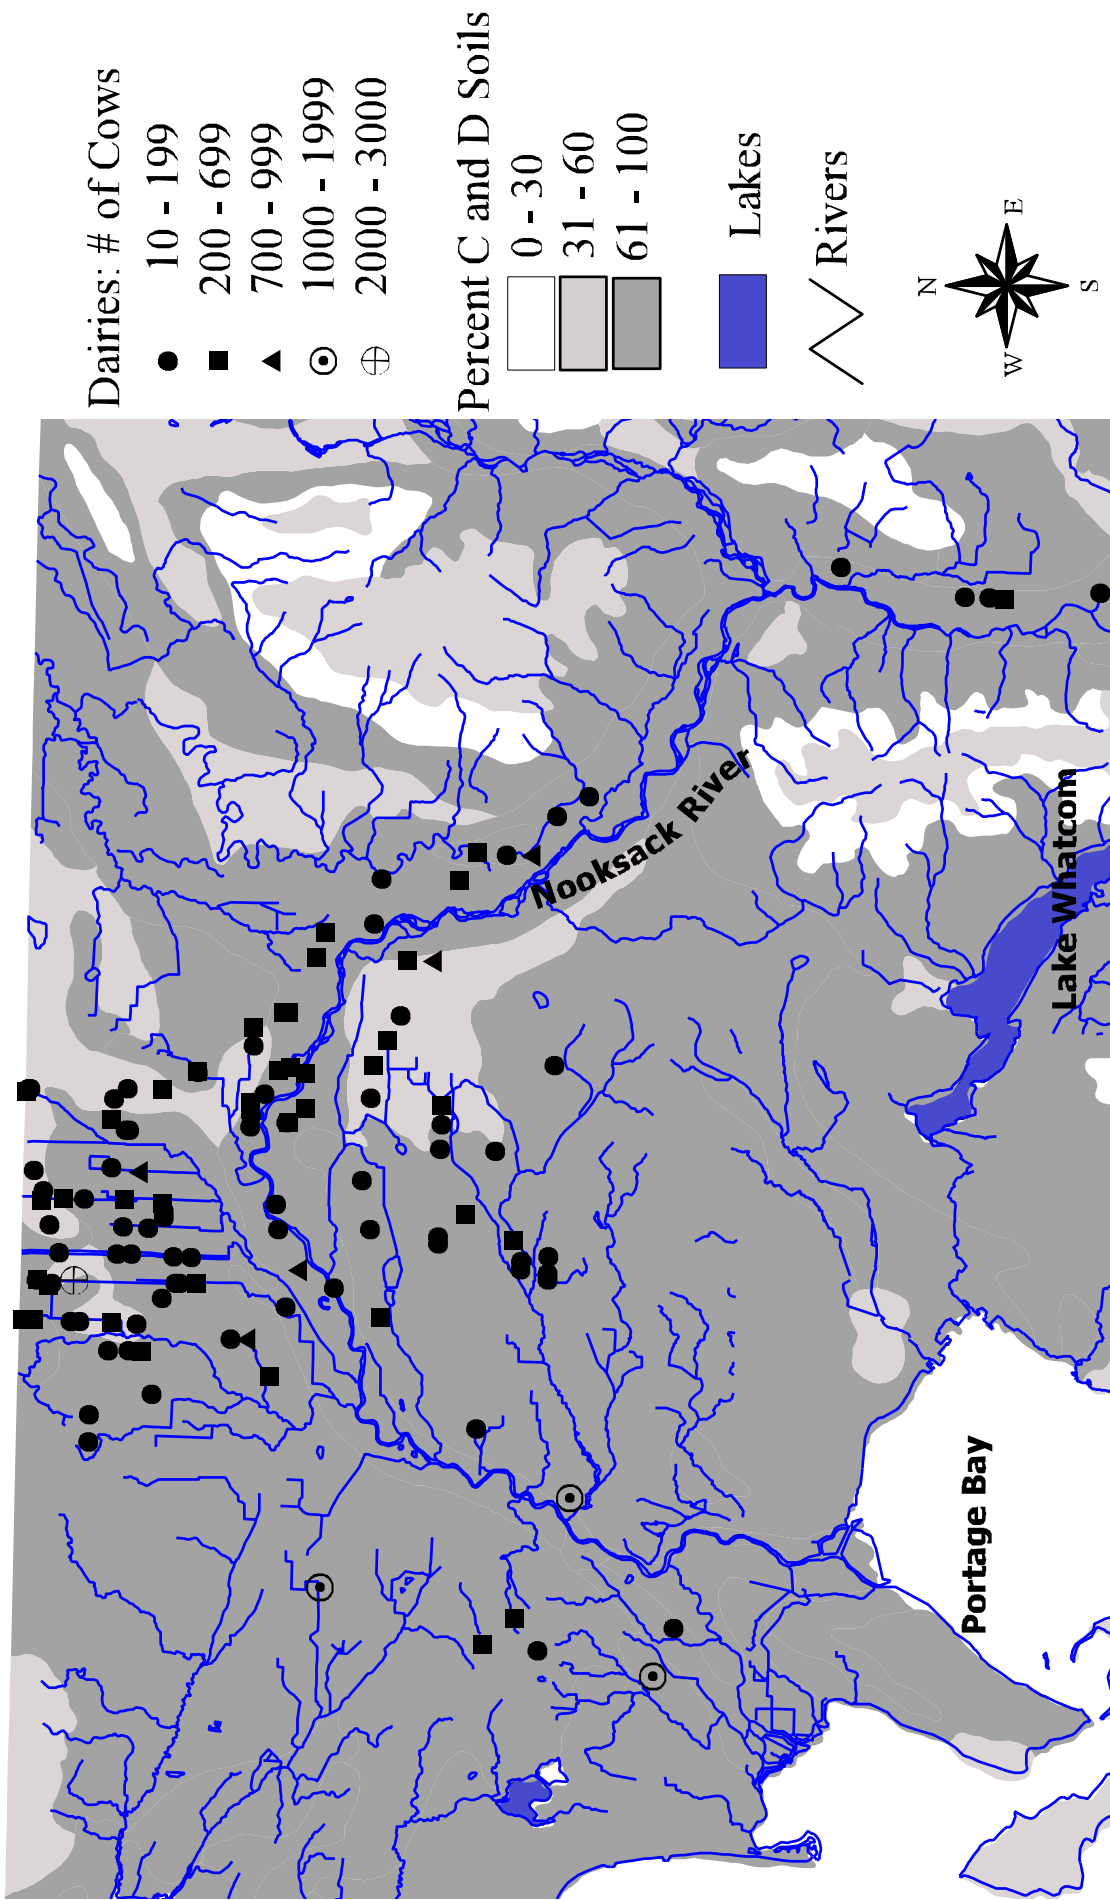 Dairies: # of Cows
10 - 199
200 - 699
700 - 999
1000 - 1999
2000 - 3000
Percent C and D Soils
0 - 30
31 - 60
61 - 100
Lakes
Rivers
N
W
E
S
Nooksack River
Lake Whatcom
Portage Bay